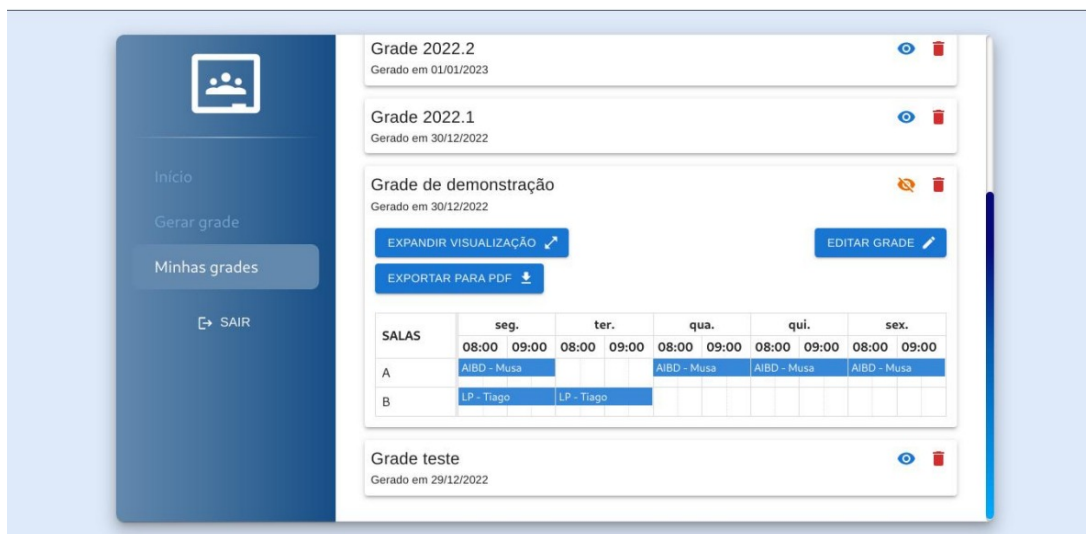 Início
Gerar grade
Minhas grades
SAIR
Grade 2022.2
Gerado em 01/01/2023
Grade 2022.1
Gerado em 30/12/2022
Grade de demonstração
Gerado em 30/12/2022
EXPANDIR VISUALIZAÇÃO
EDITAR GRADE
EXPORTAR PARA PDF
SALAS seg. ter. qua. qui. sex.
08:00 09:00 08:00 09:00 08:00 09:00 08:00 09:00 08:00 09:00
A AIBD - Musa AIBD - Musa AIBD - Musa AIBD - Musa
B LP - Tiago LP - Tiago
Grade teste
Gerado em 29/12/2022